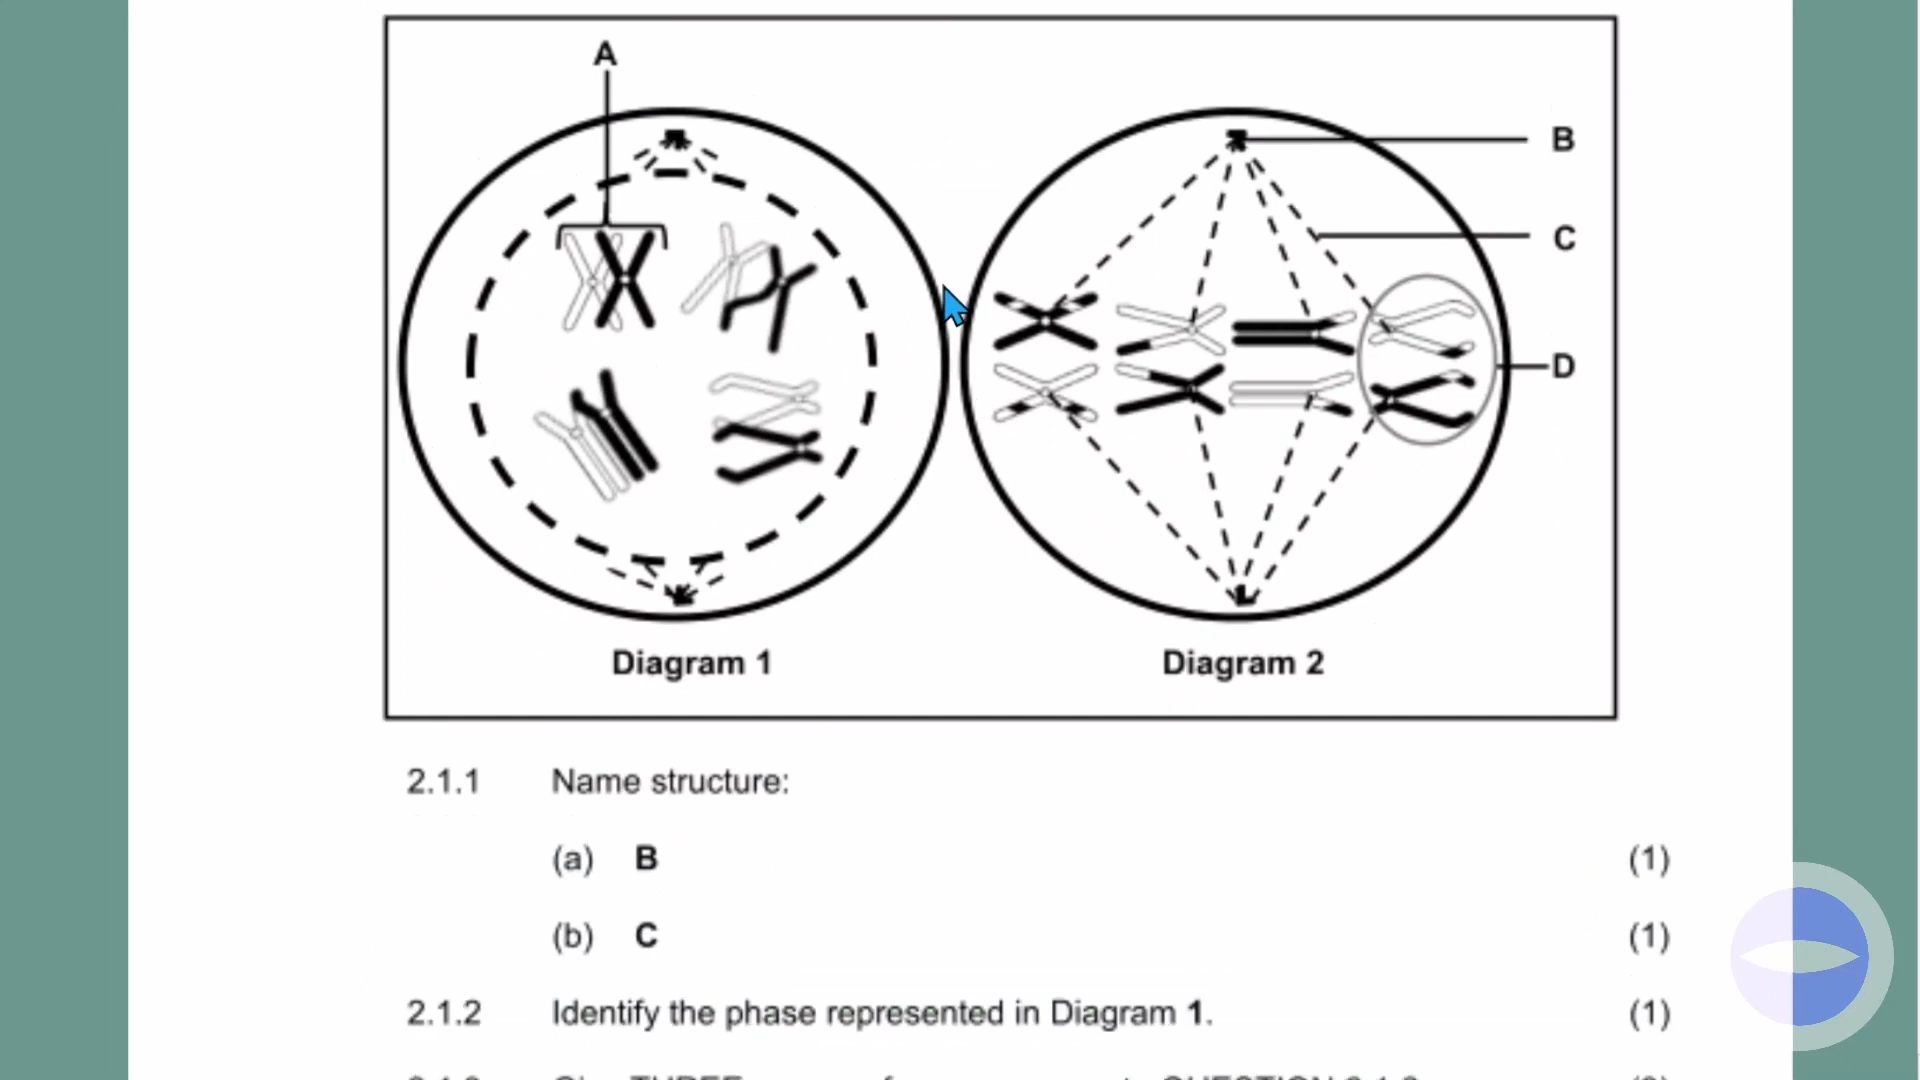 A
B
C
D
Diagram 1 Diagram 2
2.1.1 Name structure:
(a) B (1)
(b) C (1)
2.1.2 Identify the phase represented in Diagram 1. (1)